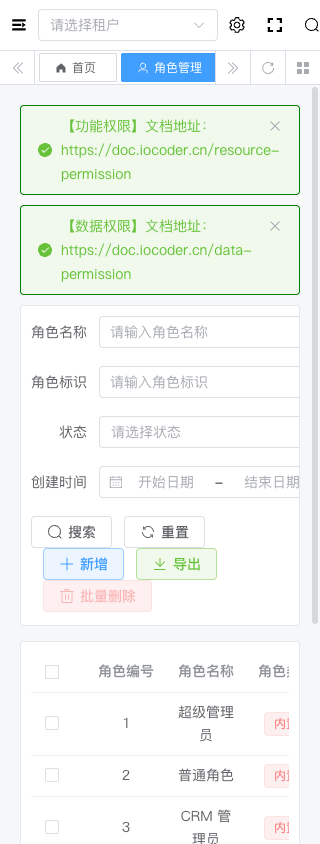 请选择租户
首页
角色管理
【功能权限】文档地址：
https://doc.iocoder.cn/resource-
permission
【数据权限】文档地址：
https://doc.iocoder.cn/data-
permission
角色名称 请输入角色名称
角色标识 请输入角色标识
状态 请选择状态
创建时间 开始日期 - 结束日期
搜索 重置
新增 导出
批量删除
角色编号 角色名称 角色
1 超级管理
员 内
2 普通角色 内
3 CRM 管
理员 内